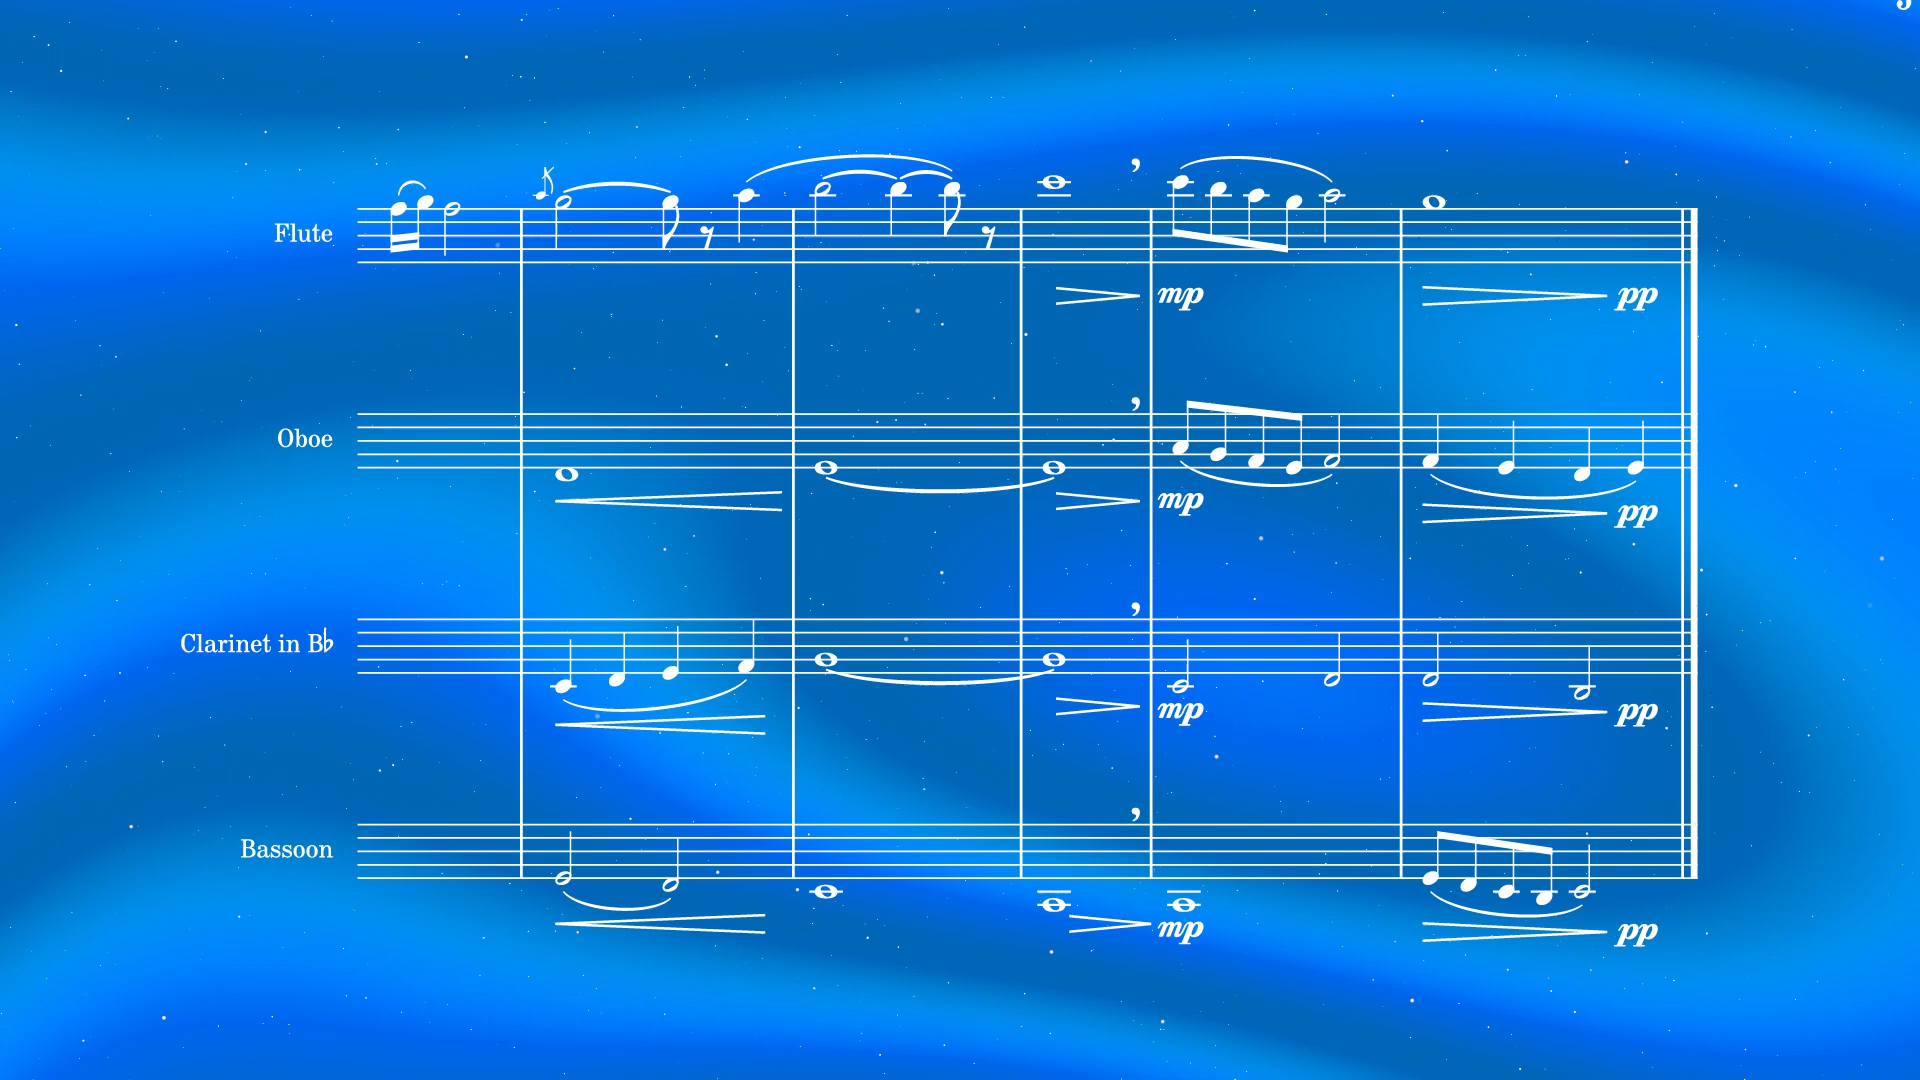 Flute
mp pp
Oboe
mp pp
Clarinet in B♭
mp pp
Bassoon
mp pp